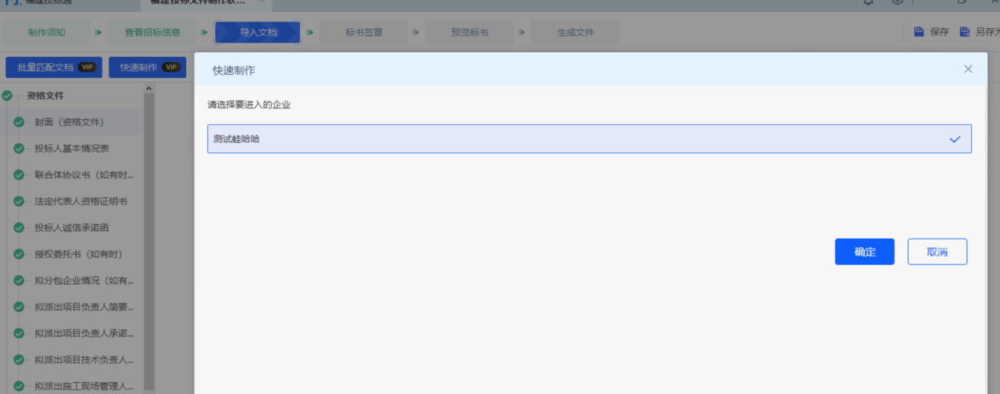 福建投标通
福建投标文件制作软...
制作须知
查看招标信息
导入文档
标书签章
预览标书
生成文件
保存
另存为
批量匹配文档 VIP
快速制作 VIP
快速制作
资格文件
请选择要进入的企业
封面（资格文件）
测试蛙哈哈
投标人基本情况表
联合体协议书（如有时...
法定代表人资格证明书
投标人诚信承诺函
授权委托书（如有时）
确定
取消
拟分包企业情况（如有...
拟派出项目负责人简要...
拟派出项目负责人承诺...
拟派出项目技术负责人...
拟派出施工现场管理人...